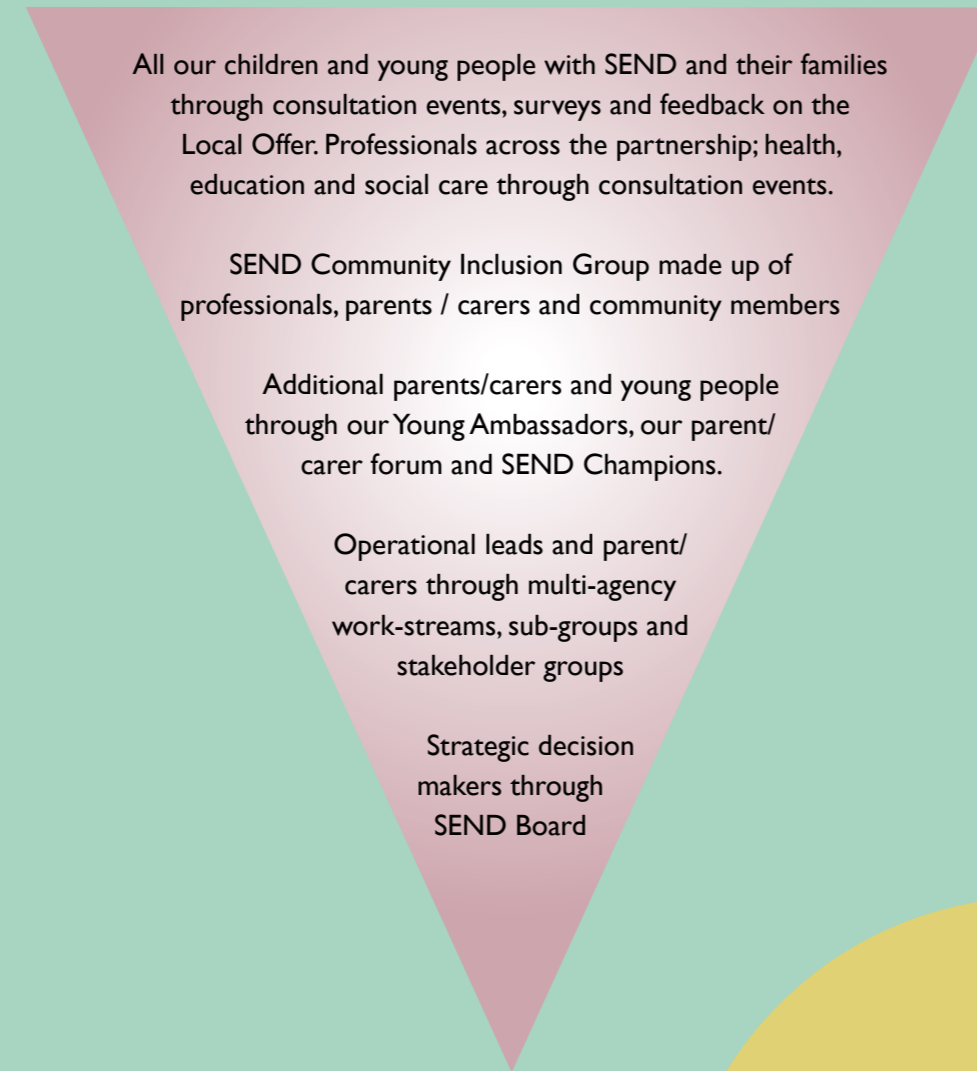 All our children and young people with SEND and their families
through consultation events, surveys and feedback on the
Local Offer. Professionals across the partnership; health,
education and social care through consultation events.
SEND Community Inclusion Group made up of
professionals, parents / carers and community members
Additional parents/carers and young people
through our Young Ambassadors, our parent/
carer forum and SEND Champions.
Operational leads and parent/
carers through multi-agency
work-streams, sub-groups and
stakeholder groups
Strategic decision
makers through
SEND Board